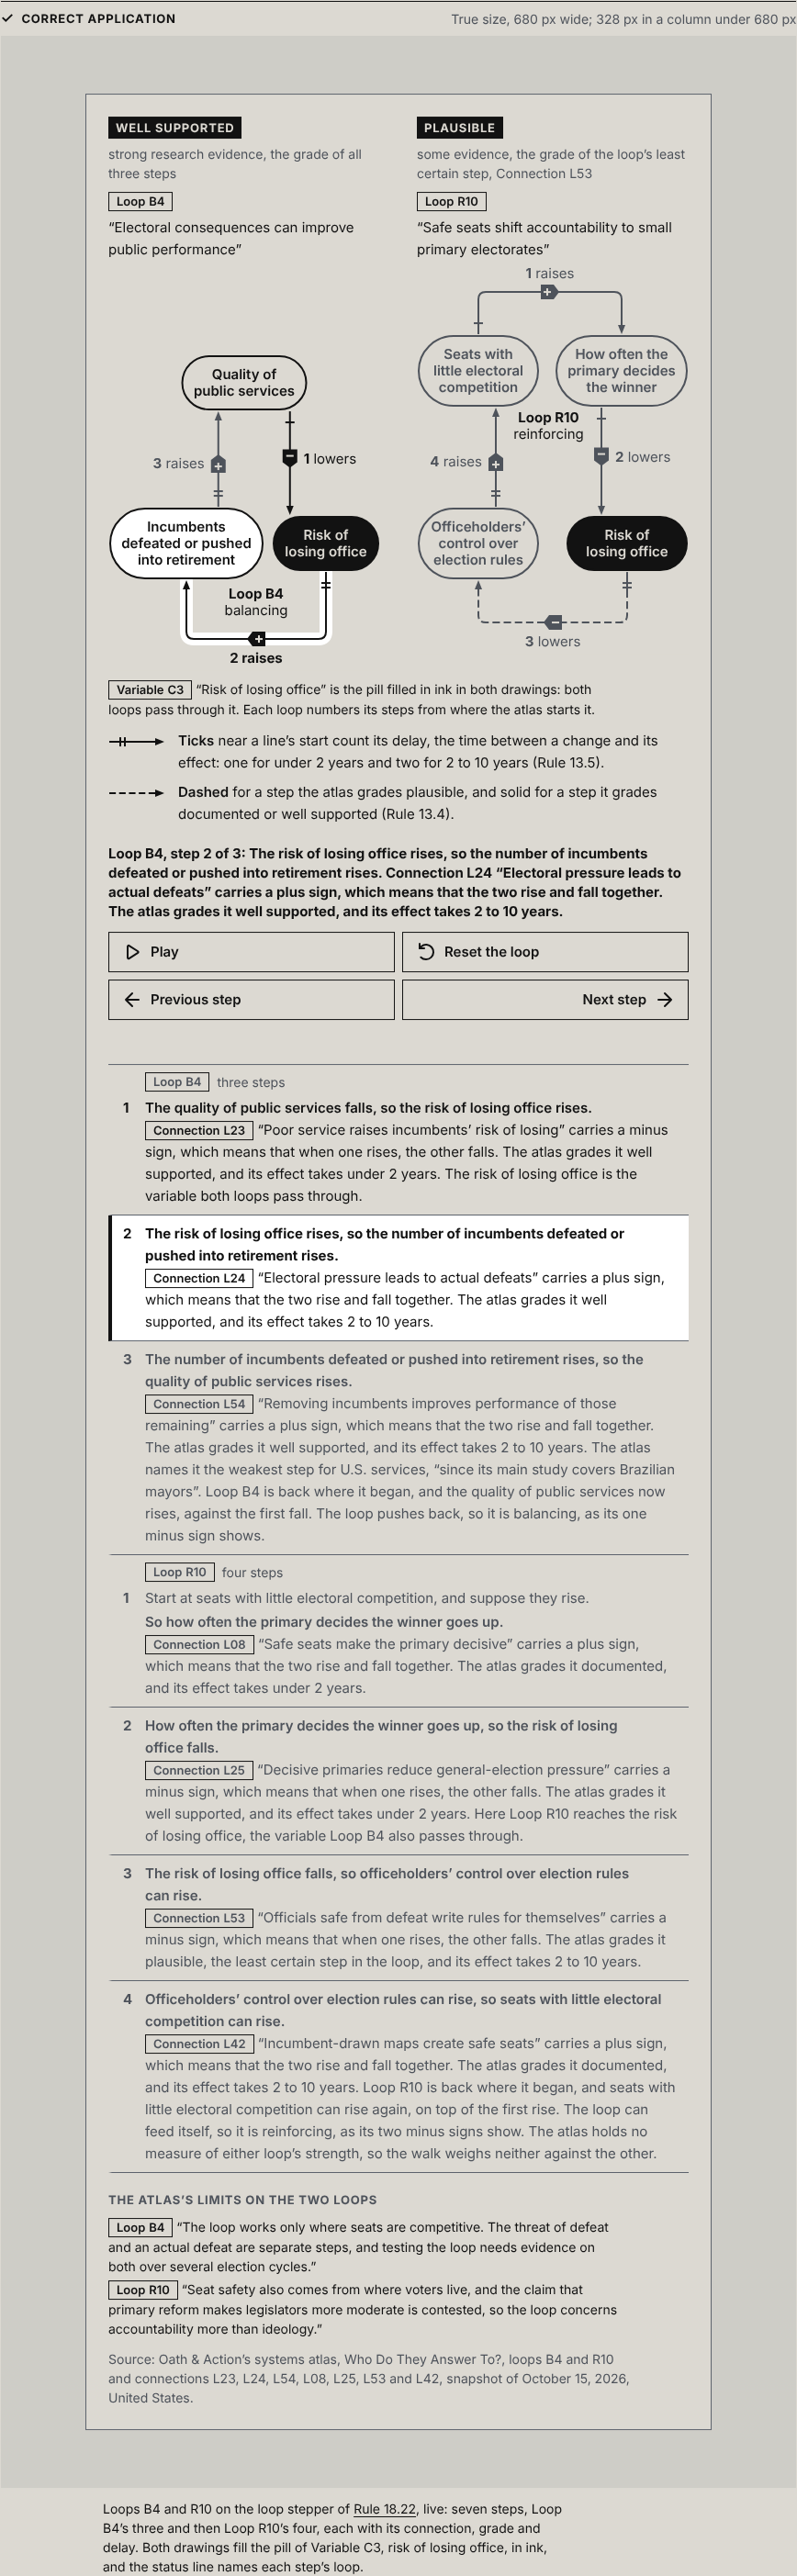 ✓ CORRECT APPLICATION
True size, 680 px wide; 328 px in a column under 680 px
WELL SUPPORTED
strong research evidence, the grade of all
three steps
Loop B4
“Electoral consequences can improve
public performance”
PLAUSIBLE
some evidence, the grade of the loop’s least
certain step, Connection L53
Loop R10
“Safe seats shift accountability to small
primary electorates”
Quality of
public services
3 raises
1 lowers
Incumbents
defeated or pushed
into retirement
Risk of
losing office
Loop B4
balancing
2 raises
1 raises
Seats with
little electoral
competition
How often the
primary decides
the winner
Loop R10
reinforcing
4 raises
2 lowers
Officeholders’
control over
election rules
Risk of
losing office
3 lowers
Variable C3 “Risk of losing office” is the pill filled in ink in both drawings: both
loops pass through it. Each loop numbers its steps from where the atlas starts it.
Ticks near a line’s start count its delay, the time between a change and its
effect: one for under 2 years and two for 2 to 10 years (Rule 13.5).
Dashed for a step the atlas grades plausible, and solid for a step it grades
documented or well supported (Rule 13.4).
Loop B4, step 2 of 3: The risk of losing office rises, so the number of incumbents
defeated or pushed into retirement rises. Connection L24 “Electoral pressure leads to
actual defeats” carries a plus sign, which means that the two rise and fall together.
The atlas grades it well supported, and its effect takes 2 to 10 years.
Play
Reset the loop
Previous step
Next step
Loop B4 three steps
1 The quality of public services falls, so the risk of losing office rises.
Connection L23 “Poor service raises incumbents’ risk of losing” carries a minus
sign, which means that when one rises, the other falls. The atlas grades it well
supported, and its effect takes under 2 years. The risk of losing office is the
variable both loops pass through.
2 The risk of losing office rises, so the number of incumbents defeated or
pushed into retirement rises.
Connection L24 “Electoral pressure leads to actual defeats” carries a plus sign,
which means that the two rise and fall together. The atlas grades it well
supported, and its effect takes 2 to 10 years.
3 The number of incumbents defeated or pushed into retirement rises, so the
quality of public services rises.
Connection L54 “Removing incumbents improves performance of those
remaining” carries a plus sign, which means that the two rise and fall together.
The atlas grades it well supported, and its effect takes 2 to 10 years. The atlas
names it the weakest step for U.S. services, “since its main study covers Brazilian
mayors”. Loop B4 is back where it began, and the quality of public services now
rises, against the first fall. The loop pushes back, so it is balancing, as its one
minus sign shows.
Loop R10 four steps
1 Start at seats with little electoral competition, and suppose they rise.
So how often the primary decides the winner goes up.
Connection L08 “Safe seats make the primary decisive” carries a plus sign,
which means that the two rise and fall together. The atlas grades it documented,
and its effect takes under 2 years.
2 How often the primary decides the winner goes up, so the risk of losing
office falls.
Connection L25 “Decisive primaries reduce general-election pressure” carries a
minus sign, which means that when one rises, the other falls. The atlas grades it
well supported, and its effect takes under 2 years. Here Loop R10 reaches the risk
of losing office, the variable Loop B4 also passes through.
3 The risk of losing office falls, so officeholders’ control over election rules
can rise.
Connection L53 “Officials safe from defeat write rules for themselves” carries a
minus sign, which means that when one rises, the other falls. The atlas grades it
plausible, the least certain step in the loop, and its effect takes 2 to 10 years.
4 Officeholders’ control over election rules can rise, so seats with little electoral
competition can rise.
Connection L42 “Incumbent-drawn maps create safe seats” carries a plus sign,
which means that the two rise and fall together. The atlas grades it documented,
and its effect takes 2 to 10 years. Loop R10 is back where it began, and seats with
little electoral competition can rise again, on top of the first rise. The loop can
feed itself, so it is reinforcing, as its two minus signs show. The atlas holds no
measure of either loop’s strength, so the walk weighs neither against the other.
THE ATLAS’S LIMITS ON THE TWO LOOPS
Loop B4 “The loop works only where seats are competitive. The threat of defeat
and an actual defeat are separate steps, and testing the loop needs evidence on
both over several election cycles.”
Loop R10 “Seat safety also comes from where voters live, and the claim that
primary reform makes legislators more moderate is contested, so the loop concerns
accountability more than ideology.”
Source: Oath & Action’s systems atlas, Who Do They Answer To?, loops B4 and R10
and connections L23, L24, L54, L08, L25, L53 and L42, snapshot of October 15, 2026,
United States.
Loops B4 and R10 on the loop stepper of Rule 18.22, live: seven steps, Loop
B4’s three and then Loop R10’s four, each with its connection, grade and
delay. Both drawings fill the pill of Variable C3, risk of losing office, in ink,
and the status line names each step’s loop.